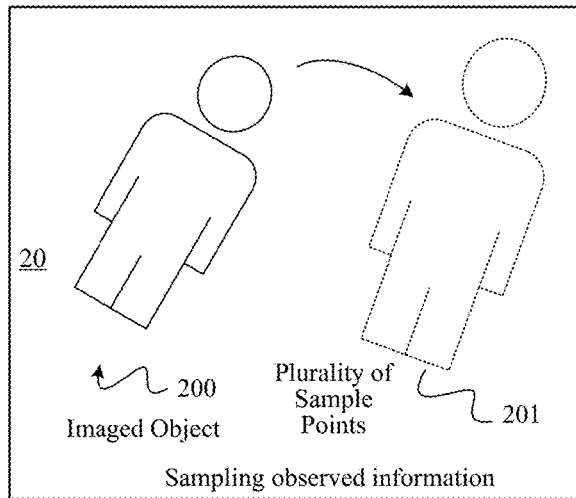 20
200
Imaged Object
Plurality of
Sample
Points
201
Sampling observed information